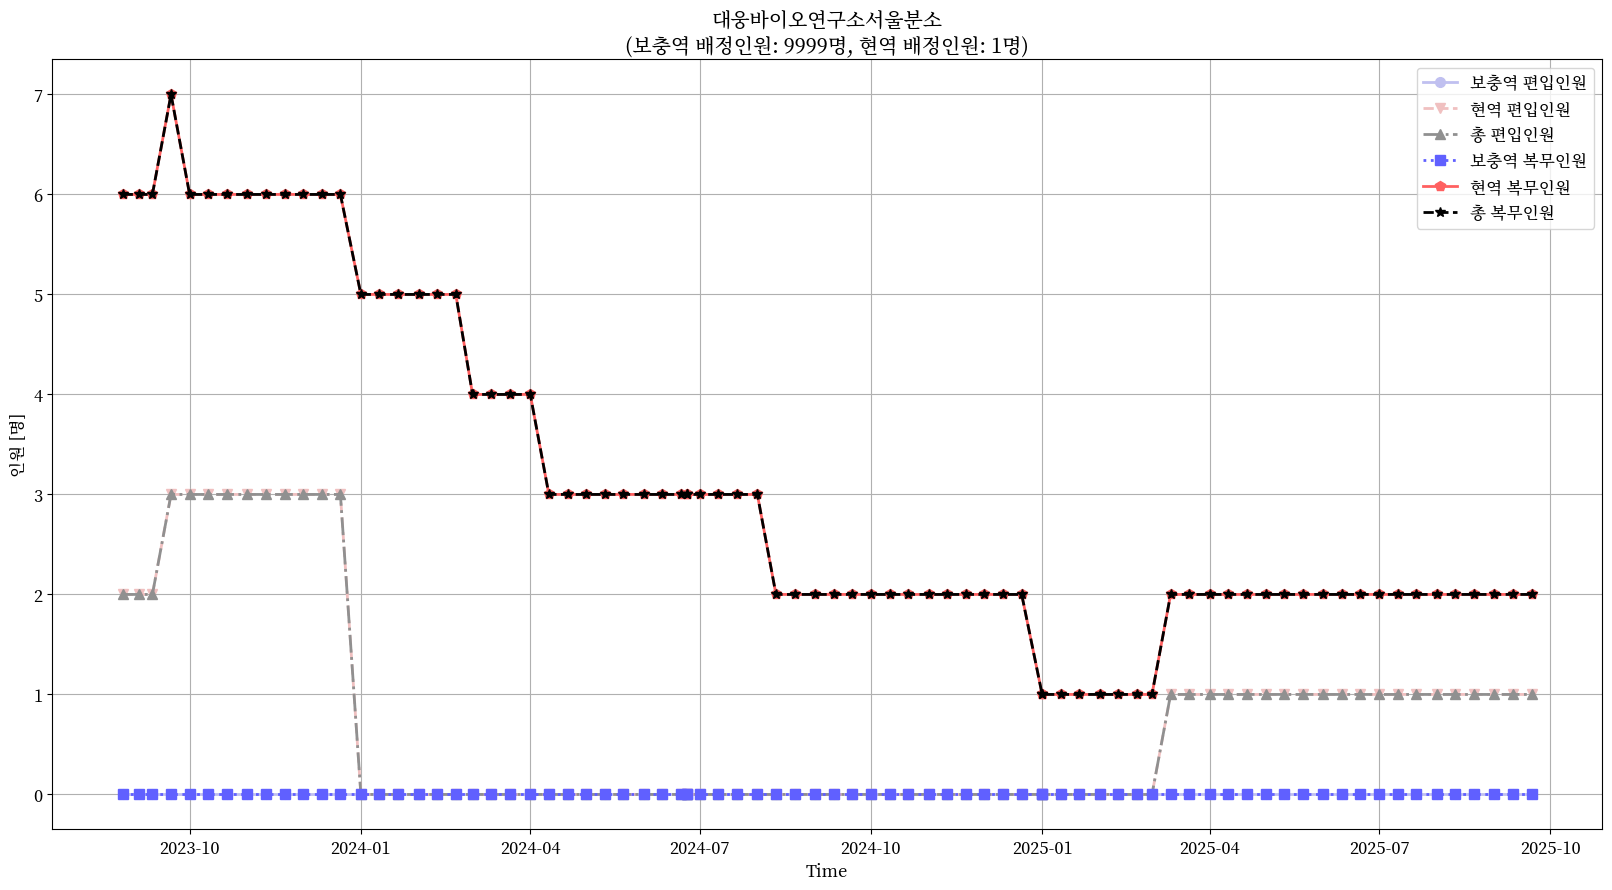 대웅바이오연구소서울분소
(보충역 배정인원: 9999명, 현역 배정인원: 1명)
보충역 편입인원
현역 편입인원
총 편입인원
보충역 복무인원
현역 복무인원
총 복무인원
인원 [명]
7
6
5
4
3
2
1
0
2023-10
2024-01
2024-04
2024-07
2024-10
2025-01
2025-04
2025-07
2025-10
Time